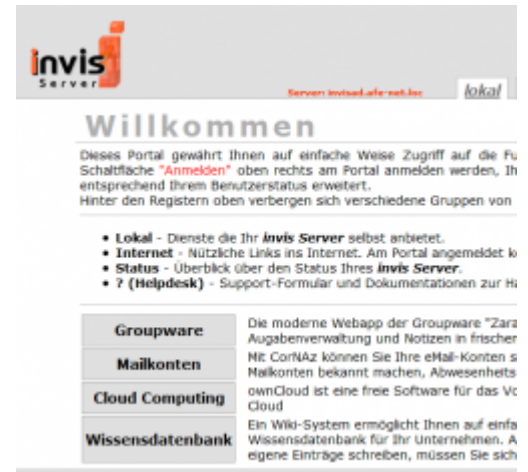 invis
Server
Server: invisad.afe-net.loc
lokal
Willkommen
Dieses Portal gewährt Ihnen auf einfache Weise Zugriff auf die Fu
Schaltfläche "Anmelden" oben rechts am Portal anmelden werden, Ih
entsprechend Ihrem Benutzerstatus erweitert.
Hinter den Registern oben verbergen sich verschiedene Gruppen von
• Lokal - Dienste die Ihr invis Server selbst anbietet.
• Internet - Nützliche Links ins Internet. Am Portal angemeldet k
• Status - Überblick über den Status Ihres invis Server.
• ? (Helpdesk) - Support-Formular und Dokumentationen zur Ha
Groupware
Die moderne Webapp der Groupware "Zara
Augabenverwaltung und Notizen in frischer
Mailkonten
Mit CorNAz können Sie Ihre eMail-Konten s
Mailkonten bekannt machen, Abwesenheits
Cloud Computing
ownCloud ist eine freie Software für das Vo
Cloud
Wissensdatenbank
Ein Wiki-System ermöglicht Ihnen auf einfa
Wissensdatenbank für Ihr Unternehmen. A
eigene Einträge schreiben, müssen Sie sich